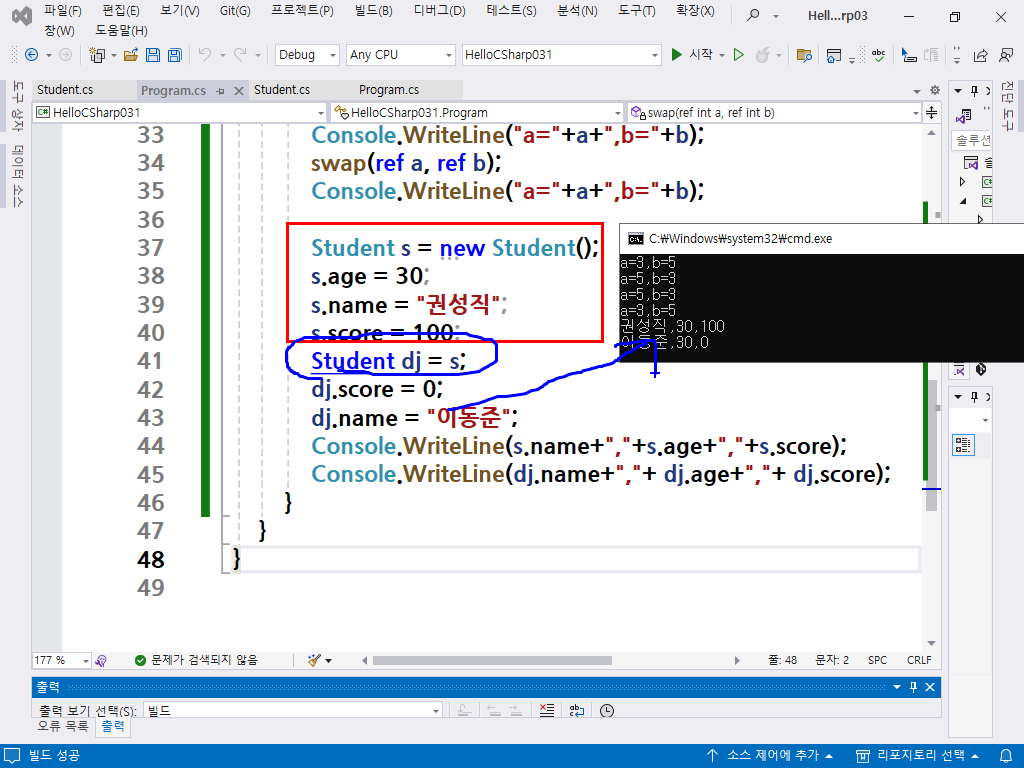 파일(F) 편집(E) 보기(V) Git(G) 프로젝트(P) 빌드(B) 디버그(D) 테스트(S) 분석(N) 도구(T) 확장(X)
창(W) 도움말(H)
Hell...rp03
Debug Any CPU HelloCSharp031 시작
Student.cs Program.cs Student.cs Program.cs
HelloCSharp031 HelloCSharp031.Program swap(ref int a, ref int b)
도구 상자
데이터 소스
진단 도구
솔루션
33 Console.WriteLine("a="+a+",b="+b);
34 swap(ref a, ref b);
35 Console.WriteLine("a="+a+",b="+b);
36
37 Student s = new Student();
38 s.age = 30;
39 s.name = "권성직";
40 s.score = 100;
41 Student dj = s;
42 dj.score = 0;
43 dj.name = "이동준";
44 Console.WriteLine(s.name+","+s.age+","+s.score);
45 Console.WriteLine(dj.name+","+ dj.age+","+ dj.score);
46 }
47 }
48 }
49
C:₩Windows₩system32₩cmd.exe
a=3,b=5
a=5,b=3
a=5,b=3
a=3,b=5
권성직,30,100
이동준,30,0
177 % 문제가 검색되지 않음 줄: 48 문자: 2 SPC CRLF
출력
출력 보기 선택(S): 빌드
오류 목록 출력
빌드 성공 소스 제어에 추가 리포지토리 선택